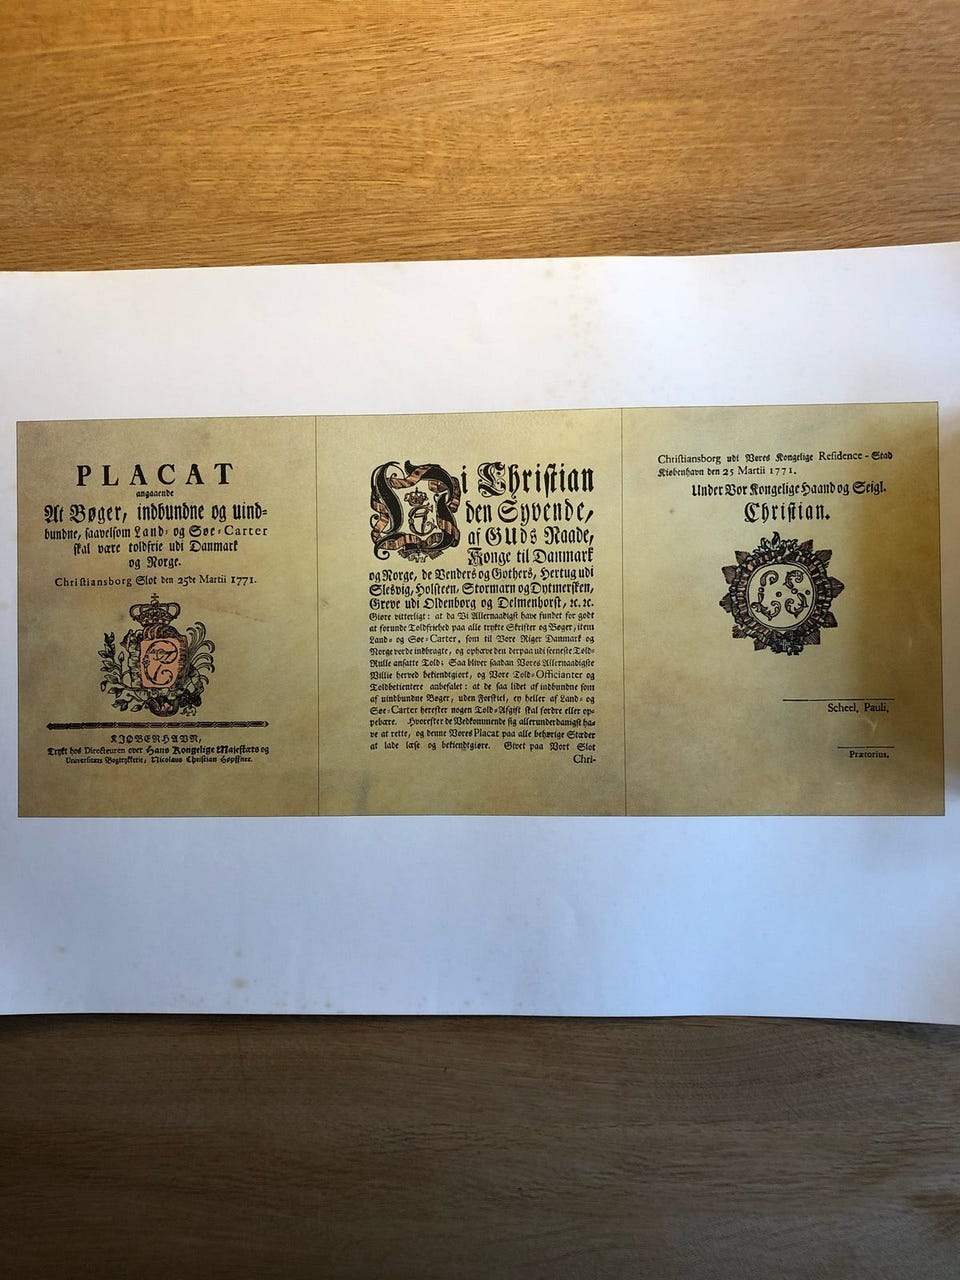 PLACAT
angaaende
At Bøger, indbundne og uind=
bundne, saavelsom Land- og Søe-Carter
skal være toldfrie udi Danmark
og Norge.
Christiansborg Slot den 25de Martii 1771.
KJØBENHAVN,
Trykt hos Directeuren over Hans Kongelige Majestæts og
Universitets Bogtrykkerie, Nicolaus Christian Høpffner.
Vi Christian
den Syvende,
af GUds Naade,
Konge til Danmark
og Norge, de Venders og Gothers, Hertug udi
Slesvig, Holsteen, Stormarn og Dytmersken,
Greve udi Oldenborg og Delmenhorst, ꝛc. ꝛc.
Giøre vitterligt: at da Vi Allernaadigst have fundet for godt
at forunde Toldfriehed paa alle trykte Skrifter og Bøger, item
Land- og Søe-Carter, som til Vore Riger Danmark og
Norge vorde indbragte, og ophæve den derpaa udi seeneste Told=
Rulle ansatte Told; Saa bliver saadan Vores Allernaadigste
Villie herved bekiendtgiort, og Vore Told-Officianter og
Toldbetientere anbefalet: at de saa lidet af indbundne som
af uindbundne Bøger, uden Forskiel, ey heller af Land- og
Søe-Carter herefter nogen Told-Afgift skal fordre eller op=
pebære. Hvorefter de Vedkommende sig allerunderdanigst ha=
ve at rette, og denne Vores Placat paa alle behørige Stæder
at lade læse og bekiendtgiøre. Givet paa Vort Slot
Chri-
Christiansborg udi Vores Kongelige Residence-Stad
Kiøbenhavn den 25 Martii 1771.
Under Vor Kongelige Haand og Seigl.
Christian.
Scheel, Pauli,
Prætorius,